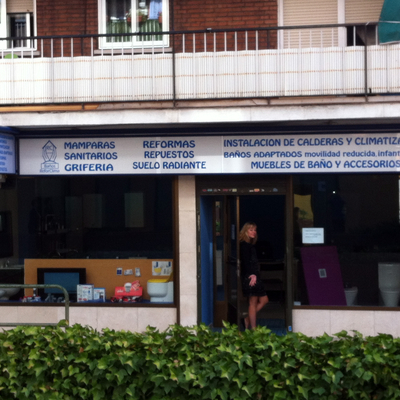 MAMPARAS
SANITARIOS
GRIFERIA
REFORMAS
REPUESTOS
SUELO RADIANTE
INSTALACION DE CALDERAS Y CLIMATIZA
BAÑOS ADAPTADOS movilidad reducida, infant
MUEBLES DE BAÑO Y ACCESORIOS